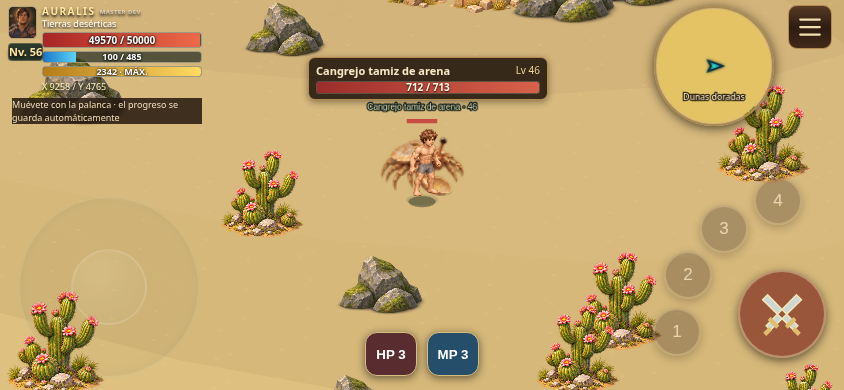 AURALIS MASTER DEV
Tierras desérticas
49570 / 50000
Nv. 56
100 / 485
2342 · MAX.
X 9258 / Y 4765
Muévete con la palanca · el progreso se
guarda automáticamente
Cangrejo tamiz de arena Lv 46
712 / 713
Cangrejo tamiz de arena · 46
Dunas doradas
4
3
2
1
HP 3
MP 3